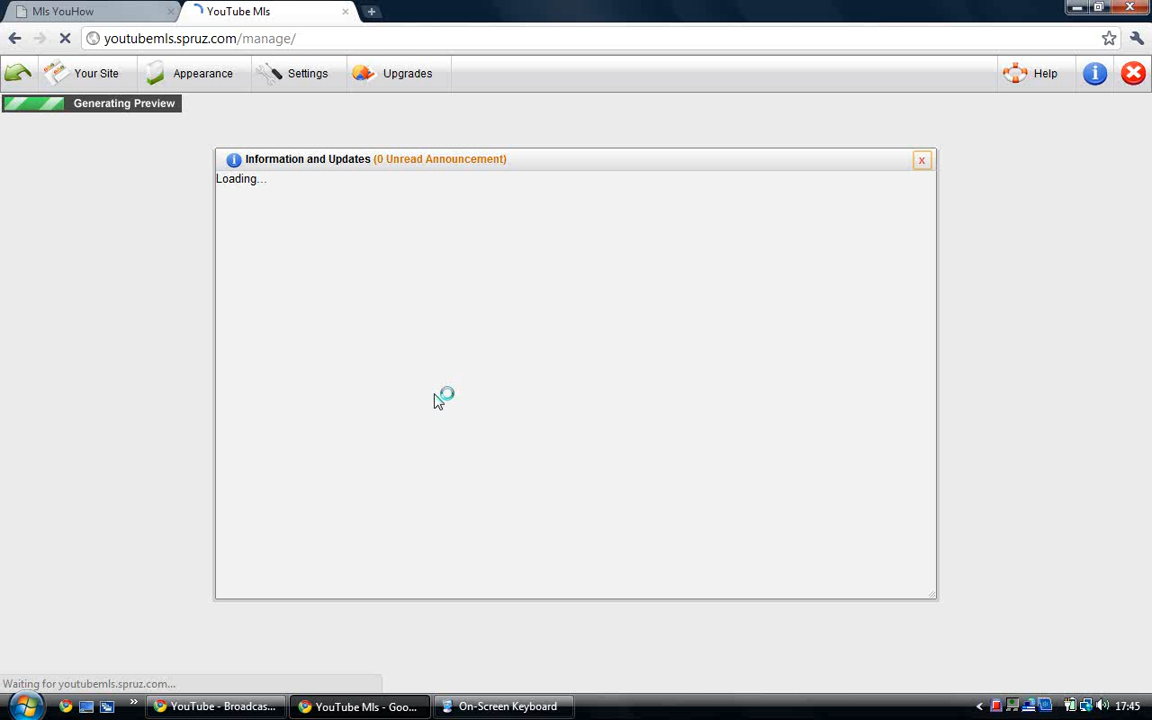 Mls YouHow
YouTube Mls
youtubemls.spruz.com/manage/
Your Site
Appearance
Settings
Upgrades
Help
Generating Preview
Information and Updates (0 Unread Announcement)
x
Loading...
Waiting for youtubemls.spruz.com...
YouTube - Broadcas...
YouTube Mls - Goo...
On-Screen Keyboard
17:45